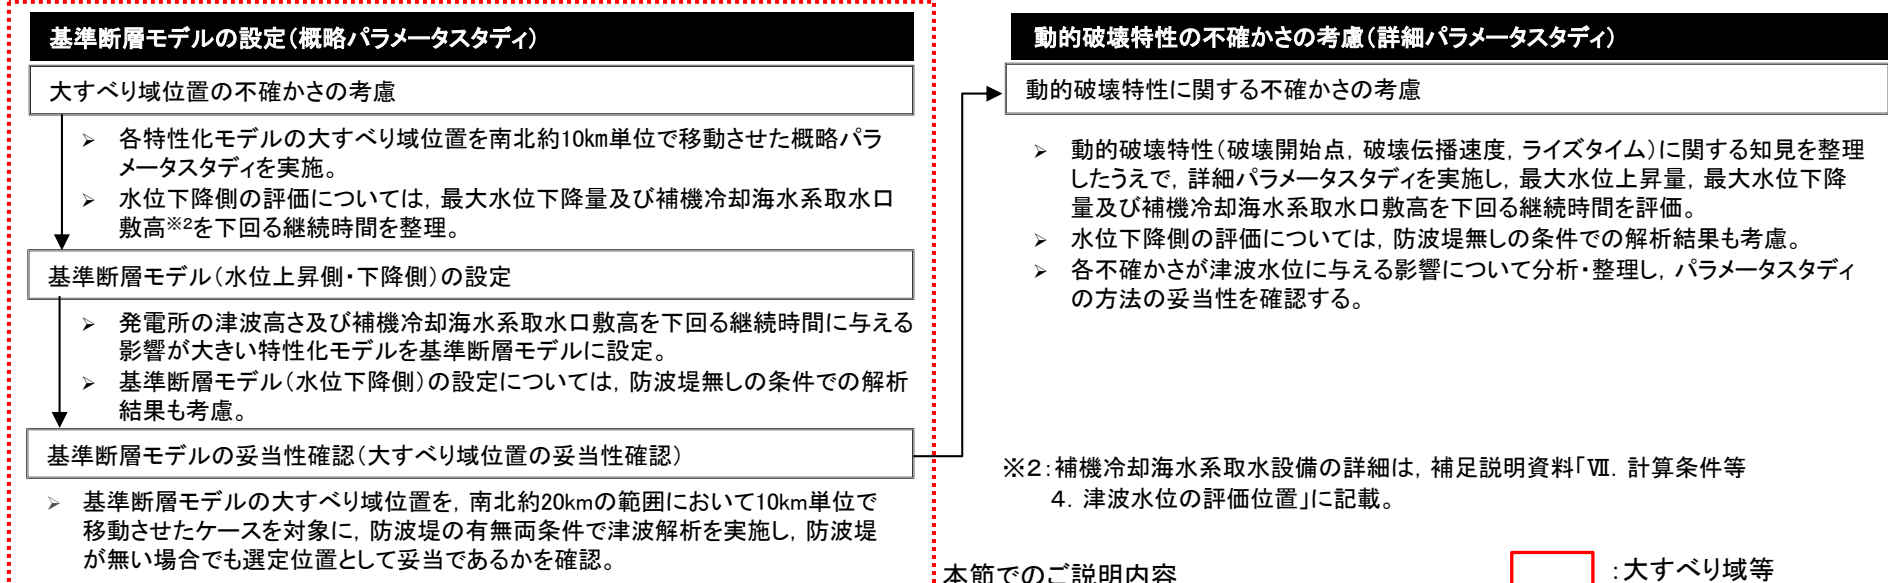 基準断層モデルの設定(概略パラメータスタディ)
大すべり域位置の不確かさの考慮
➢ 各特性化モデルの大すべり域位置を南北約10km単位で移動させた概略パラ
メータスタディを実施。
➢ 水位下降側の評価については，最大水位下降量及び補機冷却海水系取水口
敷高※2を下回る継続時間を整理。
基準断層モデル(水位上昇側・下降側)の設定
➢ 発電所の津波高さ及び補機冷却海水系取水口敷高を下回る継続時間に与える
影響が大きい特性化モデルを基準断層モデルに設定。
➢ 基準断層モデル(水位下降側)の設定については，防波堤無しの条件での解析
結果も考慮。
基準断層モデルの妥当性確認(大すべり域位置の妥当性確認)
➢ 基準断層モデルの大すべり域位置を，南北約20kmの範囲において10km単位で
移動させたケースを対象に，防波堤の有無両条件で津波解析を実施し，防波堤
が無い場合でも選定位置として妥当であるかを確認。
動的破壊特性の不確かさの考慮(詳細パラメータスタディ)
動的破壊特性に関する不確かさの考慮
➢ 動的破壊特性(破壊開始点，破壊伝播速度，ライズタイム)に関する知見を整理
したうえで，詳細パラメータスタディを実施し，最大水位上昇量，最大水位下降
量及び補機冷却海水系取水口敷高を下回る継続時間を評価。
➢ 水位下降側の評価については，防波堤無しの条件での解析結果も考慮。
➢ 各不確かさが津波水位に与える影響について分析・整理し，パラメータスタディ
の方法の妥当性を確認する。
※2：補機冷却海水系取水設備の詳細は，補足説明資料「Ⅶ．計算条件等
4．津波水位の評価位置」に記載。
本節でのご説明内容
：大すべり域等